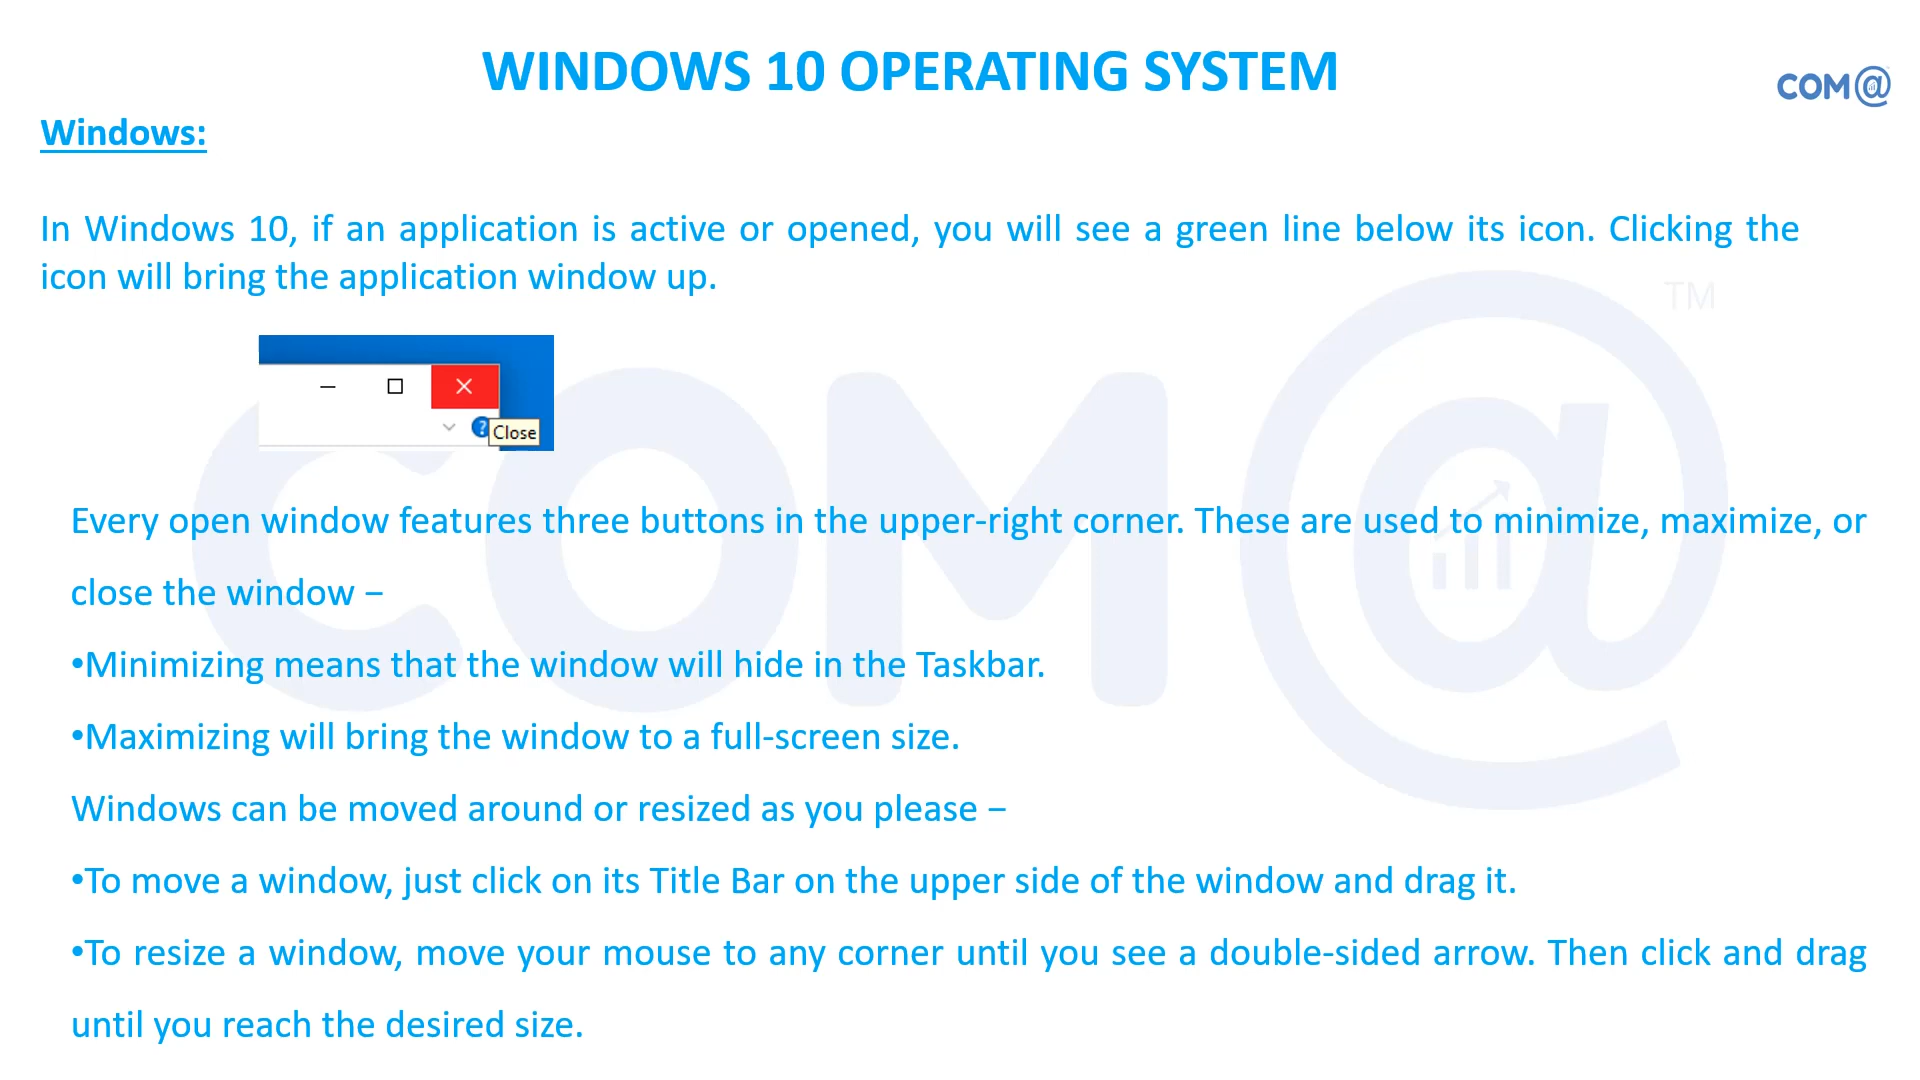 WINDOWS 10 OPERATING SYSTEM
COM@
Windows:
In Windows 10, if an application is active or opened, you will see a green line below its icon. Clicking the
icon will bring the application window up.
TM
?
Close
COM@
Every open window features three buttons in the upper-right corner. These are used to minimize, maximize, or
close the window –
•Minimizing means that the window will hide in the Taskbar.
•Maximizing will bring the window to a full-screen size.
Windows can be moved around or resized as you please –
•To move a window, just click on its Title Bar on the upper side of the window and drag it.
•To resize a window, move your mouse to any corner until you see a double-sided arrow. Then click and drag
until you reach the desired size.